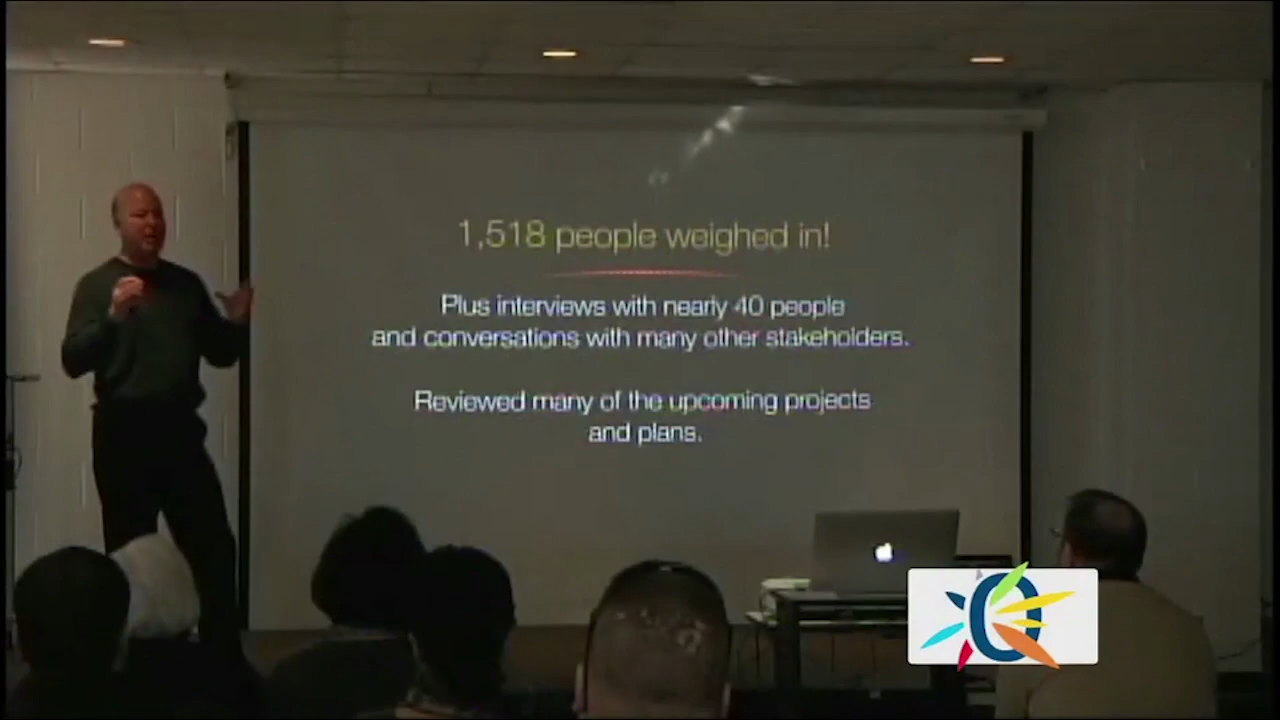 1,518 people weighed in!
Plus interviews with nearly 40 people
and conversations with many other stakeholders.
Reviewed many of the upcoming projects
and plans.
O